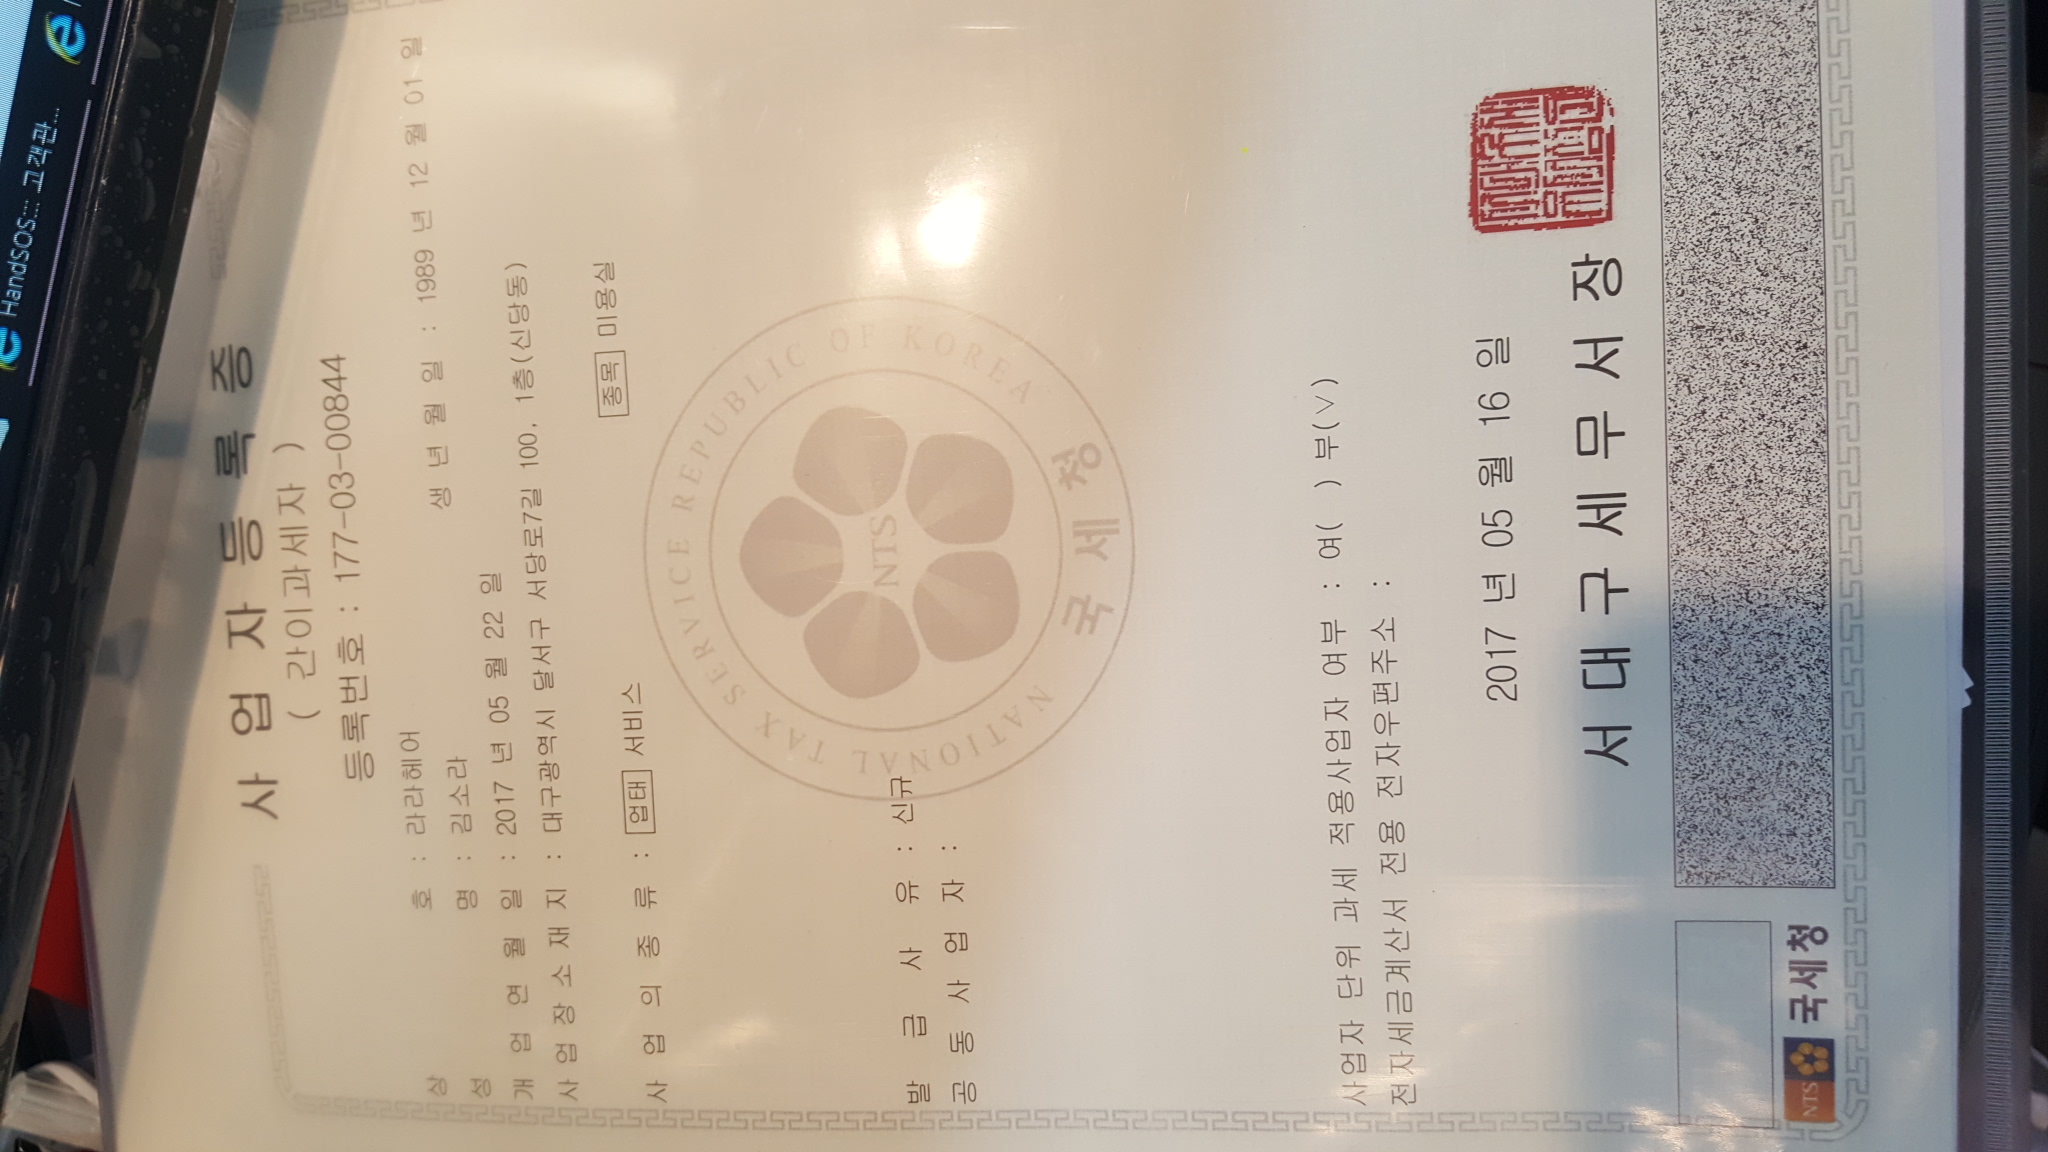 HandSOS::: 고객관...
사업자등록증
( 간이과세자 )
등록번호 : 177-03-00844
상 호 : 라라헤어
성 명 : 김소라 생 년 월 일 : 1989 년 12 월 01 일
개 업 연 월 일 : 2017 년 05 월 22 일
사 업 장 소 재 지 : 대구광역시 달서구 서당로7길 100, 1층(신당동)
사 업 의 종 류 : 업태 서비스 종목 미용실
NATIONAL TAX SERVICE REPUBLIC OF KOREA
NTS
국세청
발 급 사 유 : 신규
공 동 사 업 자 :
사업자 단위 과세 적용사업자 여부 : 여( ) 부(∨)
전자세금계산서 전용 전자우편주소 :
2017 년 05 월 16 일
서 대 구 세 무 서 장
NTS 국세청